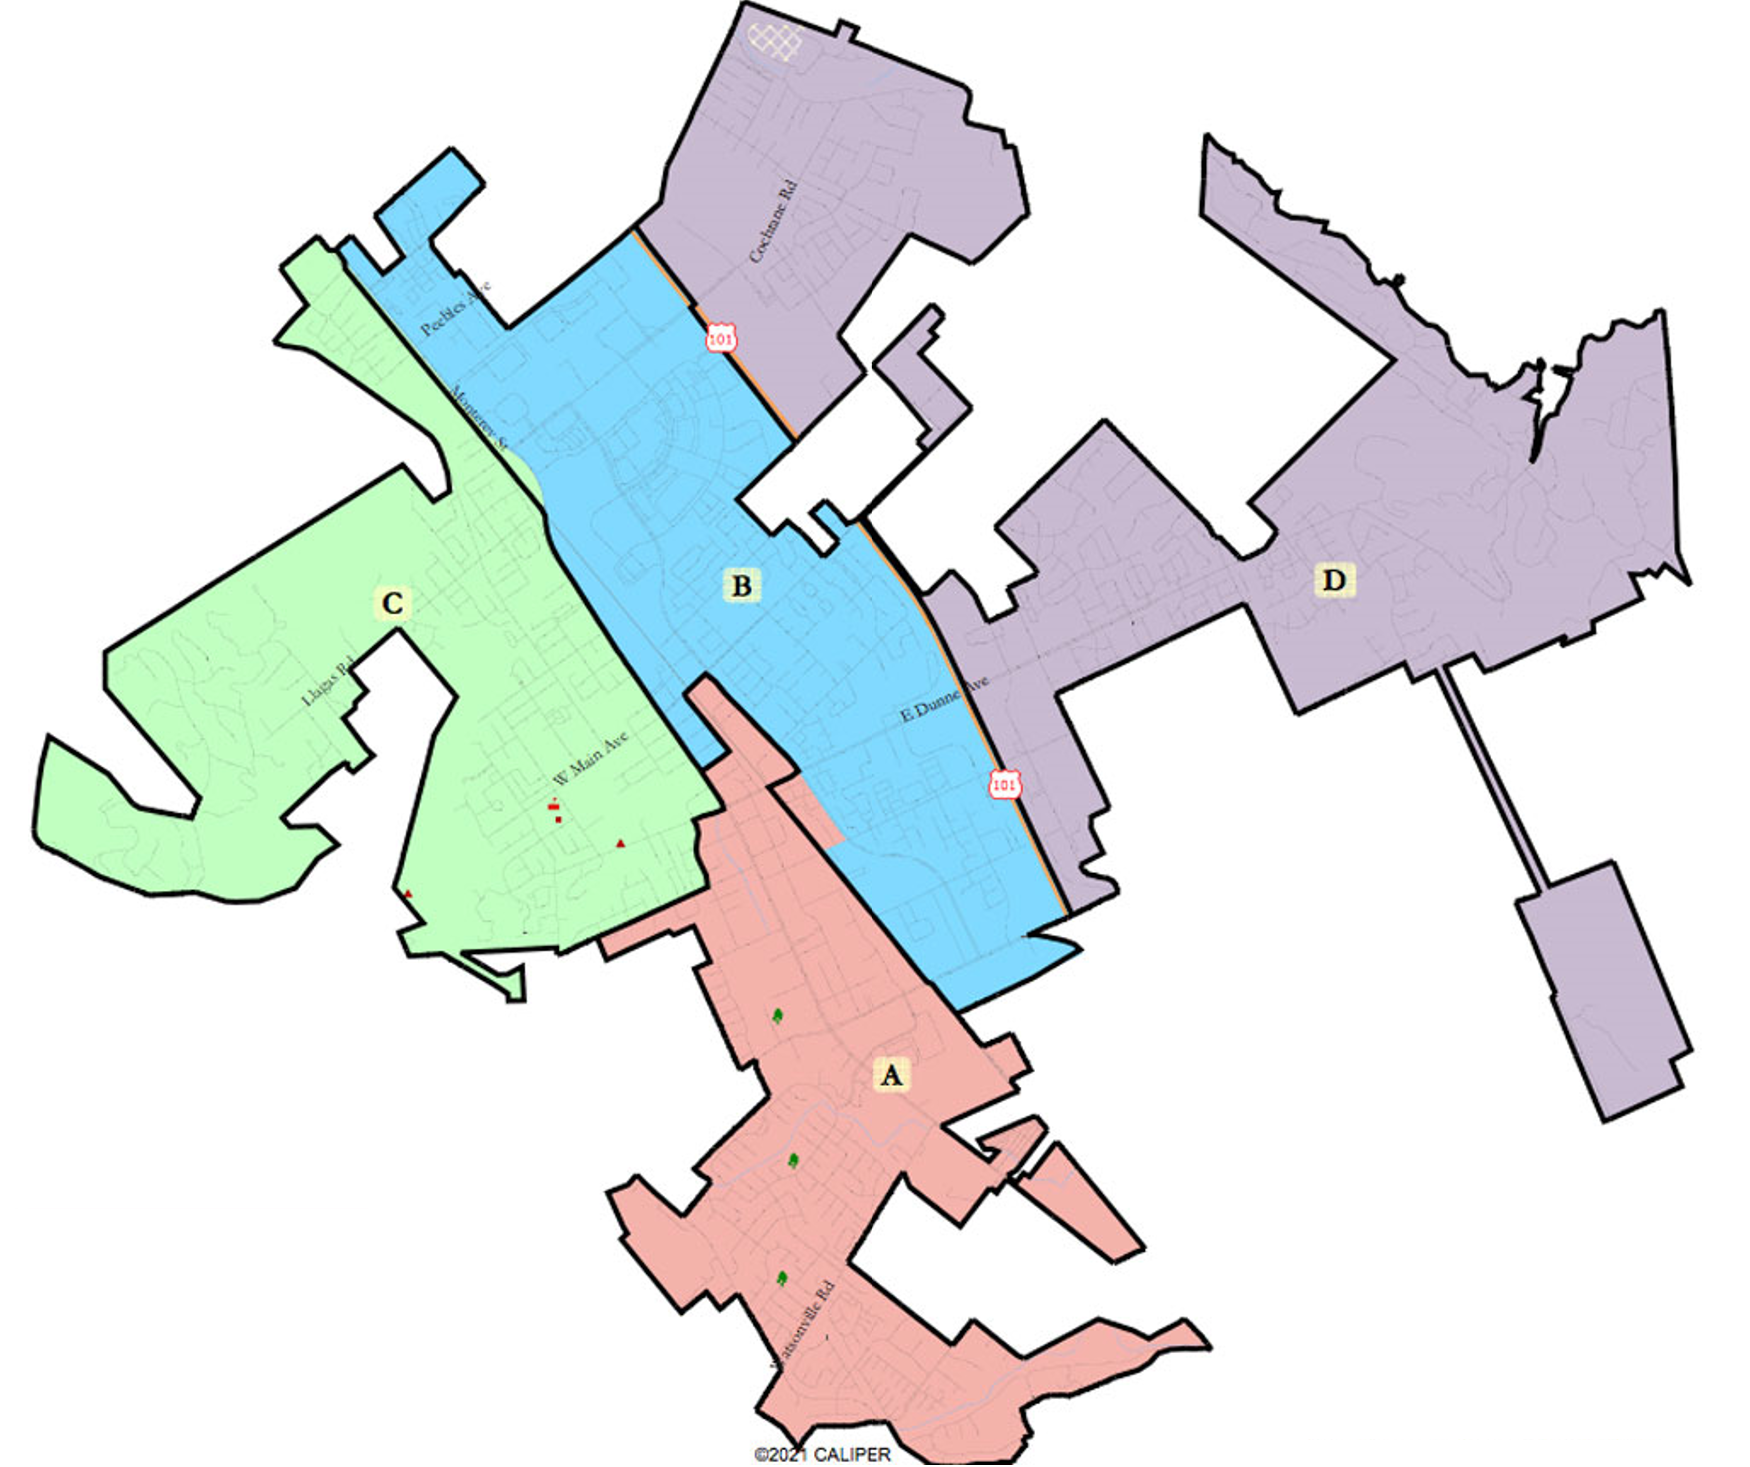 Cochrane Rd
Peebles Ave
101
Monterey St
B
D
C
Llagas Rd
E Dunne Ave
W Main Ave
101
A
Watsonville Rd
©2021 CALIPER